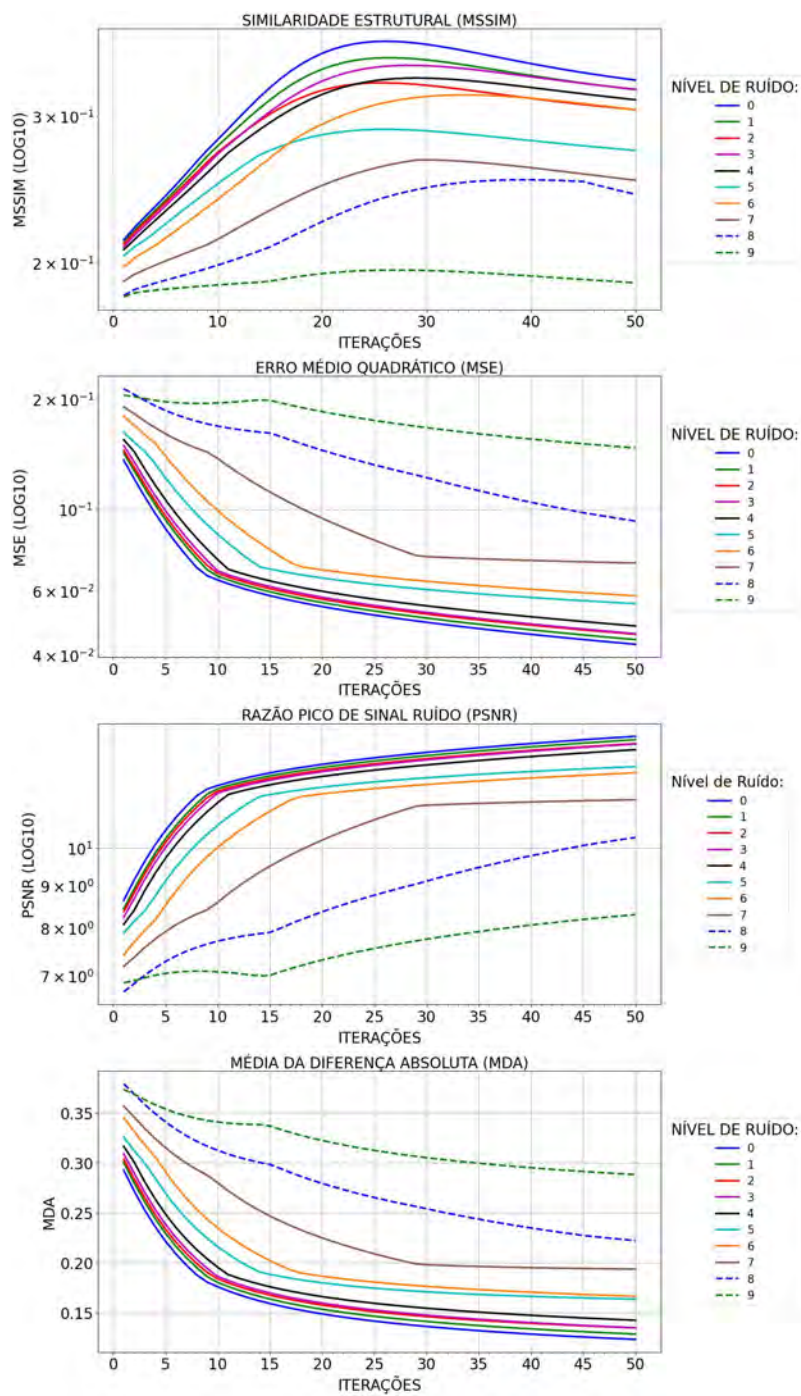 SIMILARIDADE ESTRUTURAL (MSSIM)
3 × 10⁻¹
2 × 10⁻¹
MSSIM (LOG10)
0 5 10 15 20 25 30 35 40 45 50
ITERAÇÕES
NÍVEL DE RUÍDO:
0
1
2
3
4
5
6
7
8
9
ERRO MÉDIO QUADRÁTICO (MSE)
2 × 10⁻¹
10⁻¹
6 × 10⁻²
4 × 10⁻²
MSE (LOG10)
0 5 10 15 20 25 30 35 40 45 50
ITERAÇÕES
NÍVEL DE RUÍDO:
0
1
2
3
4
5
6
7
8
9
RAZÃO PICO DE SINAL RUÍDO (PSNR)
10¹
9 × 10⁰
8 × 10⁰
7 × 10⁰
PSNR (LOG10)
0 5 10 15 20 25 30 35 40 45 50
ITERAÇÕES
Nível de Ruído:
0
1
2
3
4
5
6
7
8
9
MÉDIA DA DIFERENÇA ABSOLUTA (MDA)
0.35
0.30
0.25
0.20
0.15
MDA
0 5 10 15 20 25 30 35 40 45 50
ITERAÇÕES
NÍVEL DE RUÍDO:
0
1
2
3
4
5
6
7
8
9